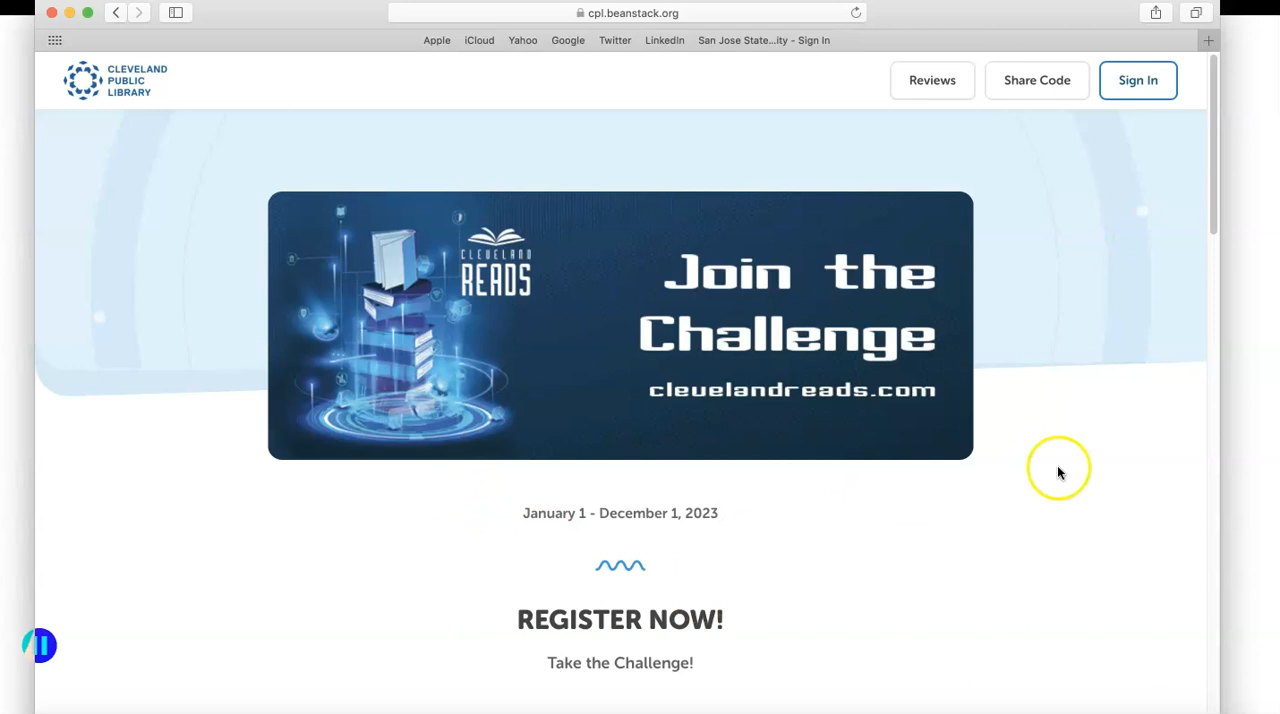 cpl.beanstack.org
Apple iCloud Yahoo Google Twitter LinkedIn San Jose State...ity - Sign In
CLEVELAND
PUBLIC
LIBRARY
Reviews Share Code Sign In
CLEVELAND
READS
Join the
Challenge
clevelandreads.com
January 1 - December 1, 2023
REGISTER NOW!
Take the Challenge!